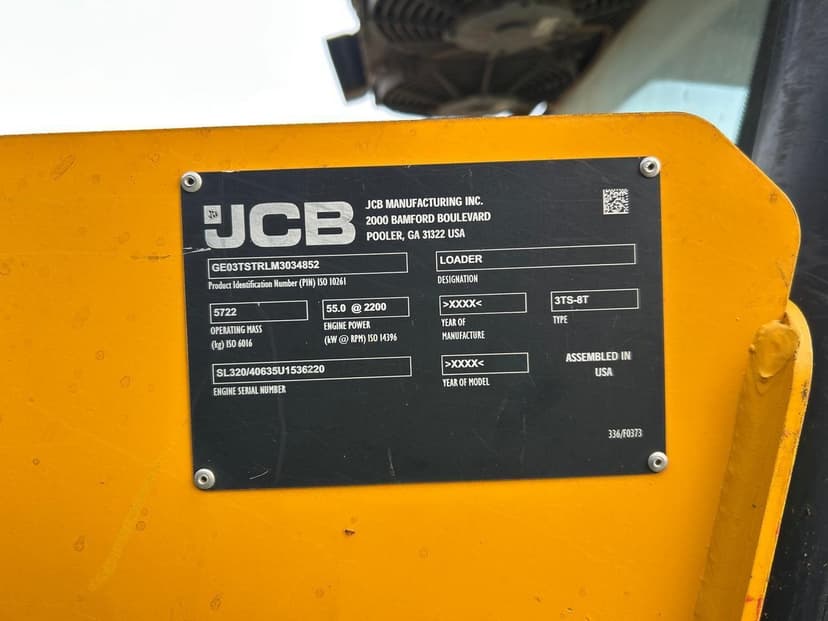 JCB
JCB MANUFACTURING INC.
2000 BAMFORD BOULEVARD
POOLER, GA 31322 USA
GE03TSTRLM3034852
Product Identification Number (PIN) ISO 10261
LOADER
DESIGNATION
5722
OPERATING MASS
(kg) ISO 6016
55.0 @ 2200
ENGINE POWER
(kW @ RPM) ISO 14396
>XXXX<
YEAR OF
MANUFACTURE
3TS-8T
TYPE
SL320/40635U1536220
ENGINE SERIAL NUMBER
>XXXX<
YEAR OF MODEL
ASSEMBLED IN
USA
336/F0373